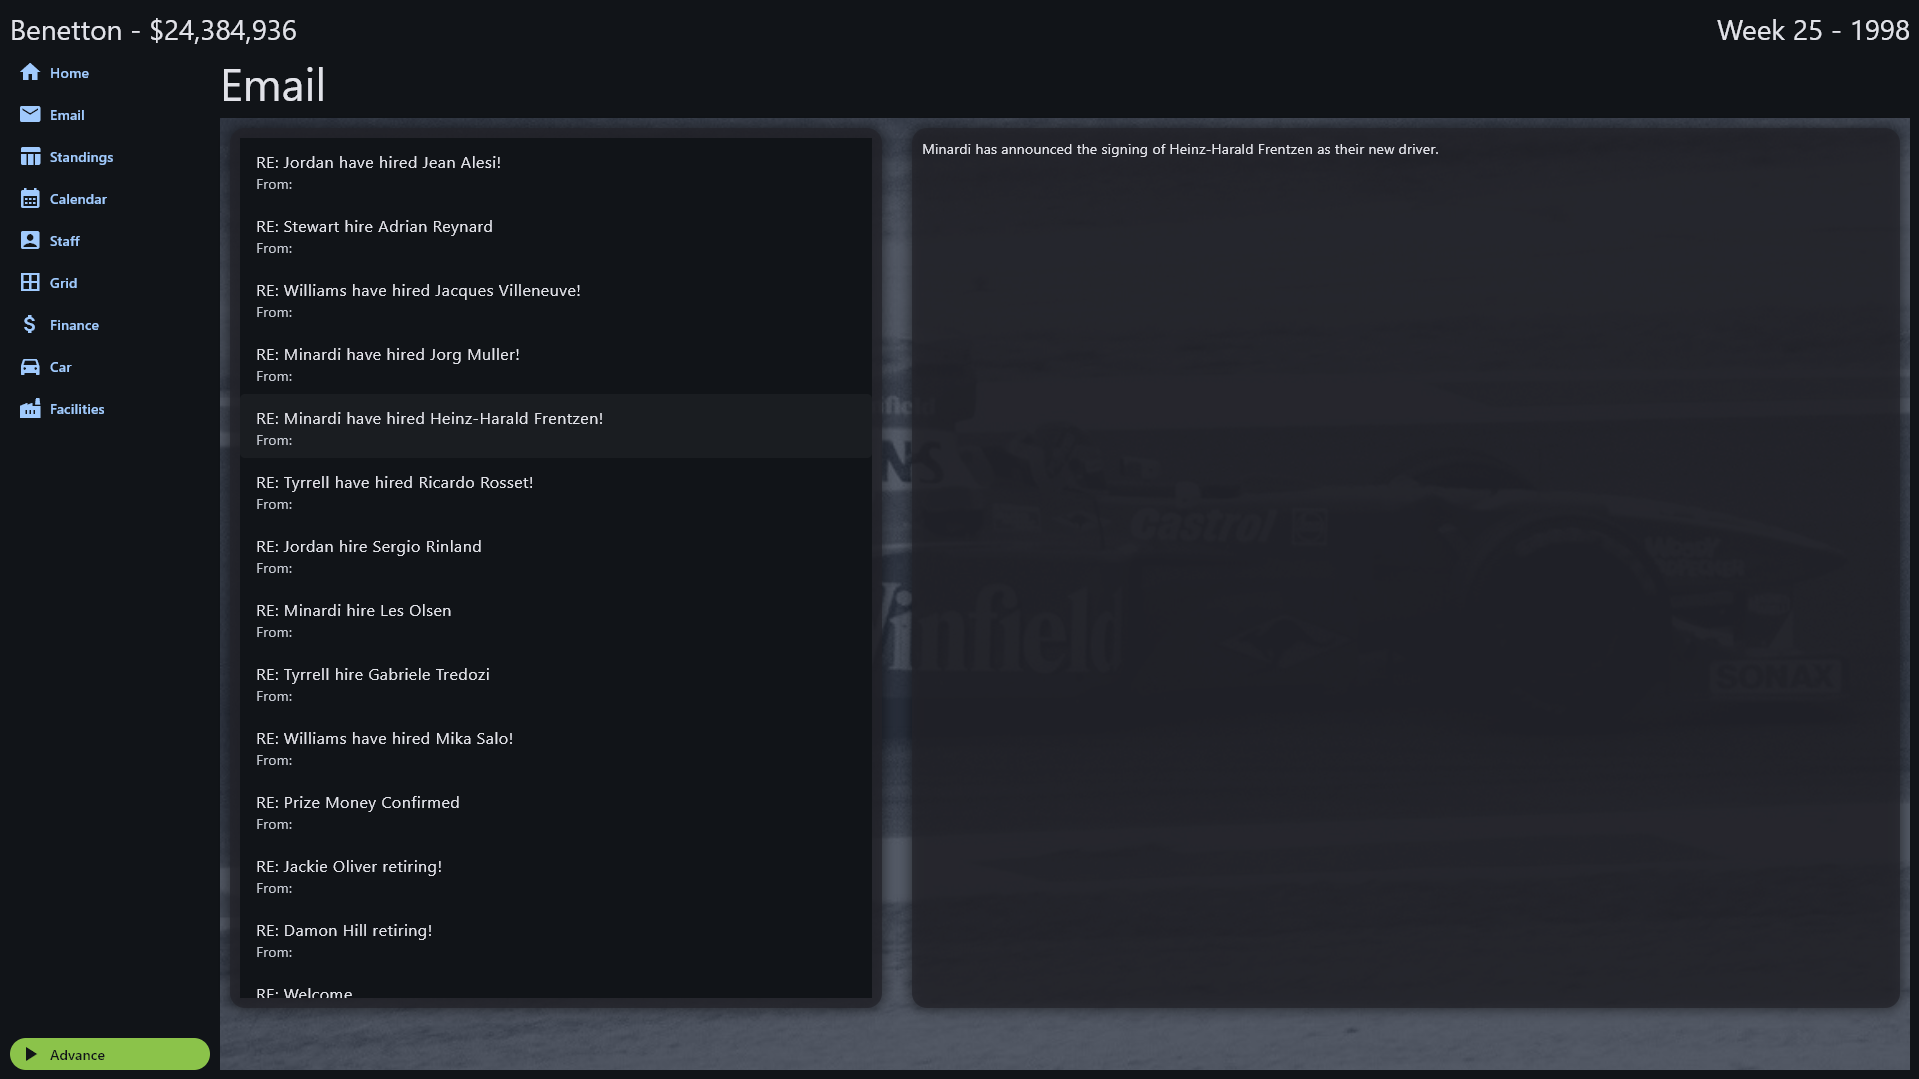 Benetton - $24,384,936
Week 25 - 1998
Home
Email
Standings
Calendar
Staff
Grid
Finance
Car
Facilities
Advance
Email
RE: Jordan have hired Jean Alesi!
From:
RE: Stewart hire Adrian Reynard
From:
RE: Williams have hired Jacques Villeneuve!
From:
RE: Minardi have hired Jorg Muller!
From:
RE: Minardi have hired Heinz-Harald Frentzen!
From:
RE: Tyrrell have hired Ricardo Rosset!
From:
RE: Jordan hire Sergio Rinland
From:
RE: Minardi hire Les Olsen
From:
RE: Tyrrell hire Gabriele Tredozi
From:
RE: Williams have hired Mika Salo!
From:
RE: Prize Money Confirmed
From:
RE: Jackie Oliver retiring!
From:
RE: Damon Hill retiring!
From:
RE: Welcome
Minardi has announced the signing of Heinz-Harald Frentzen as their new driver.
Castrol
Winfield
SONAX